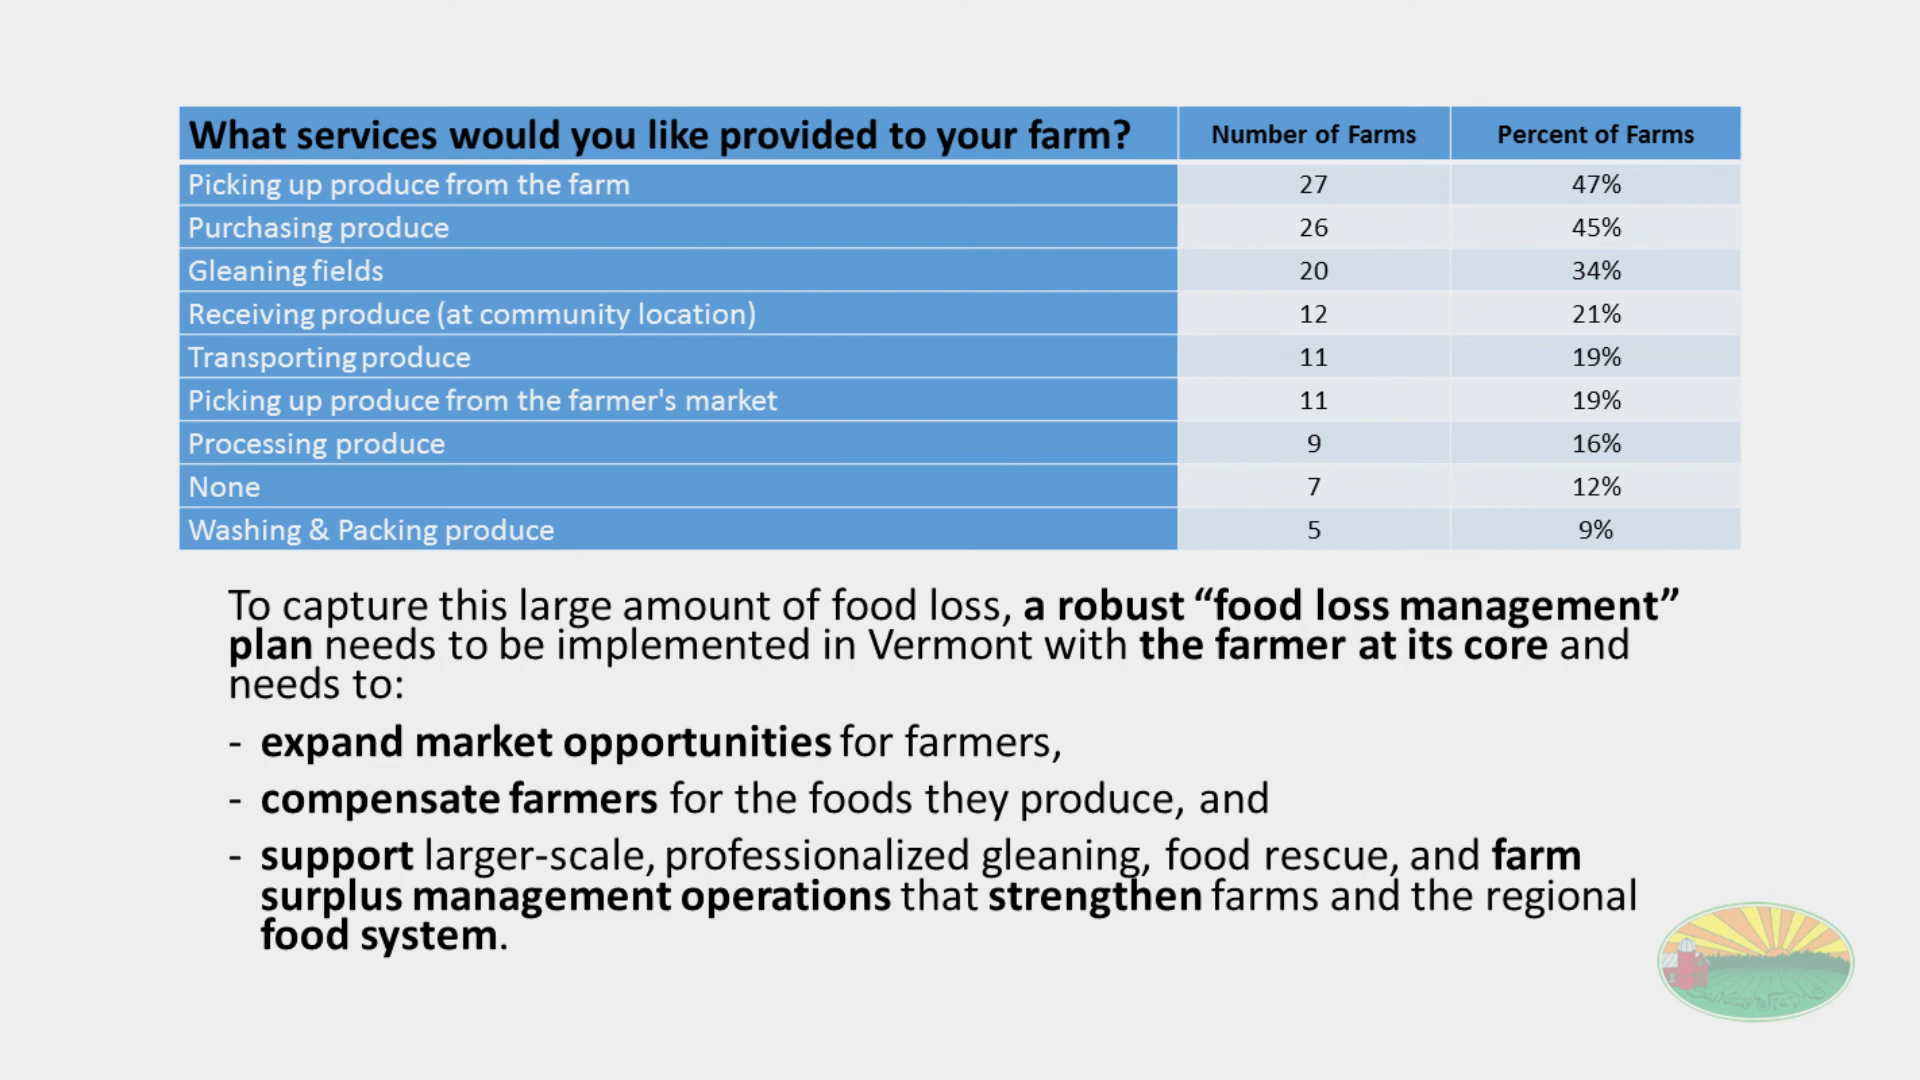 What services would you like provided to your farm? Number of Farms Percent of Farms
Picking up produce from the farm 27 47%
Purchasing produce 26 45%
Gleaning fields 20 34%
Receiving produce (at community location) 12 21%
Transporting produce 11 19%
Picking up produce from the farmer's market 11 19%
Processing produce 9 16%
None 7 12%
Washing & Packing produce 5 9%
To capture this large amount of food loss, a robust “food loss management”
plan needs to be implemented in Vermont with the farmer at its core and
needs to:
- expand market opportunities for farmers,
- compensate farmers for the foods they produce, and
- support larger-scale, professionalized gleaning, food rescue, and farm
surplus management operations that strengthen farms and the regional
food system.